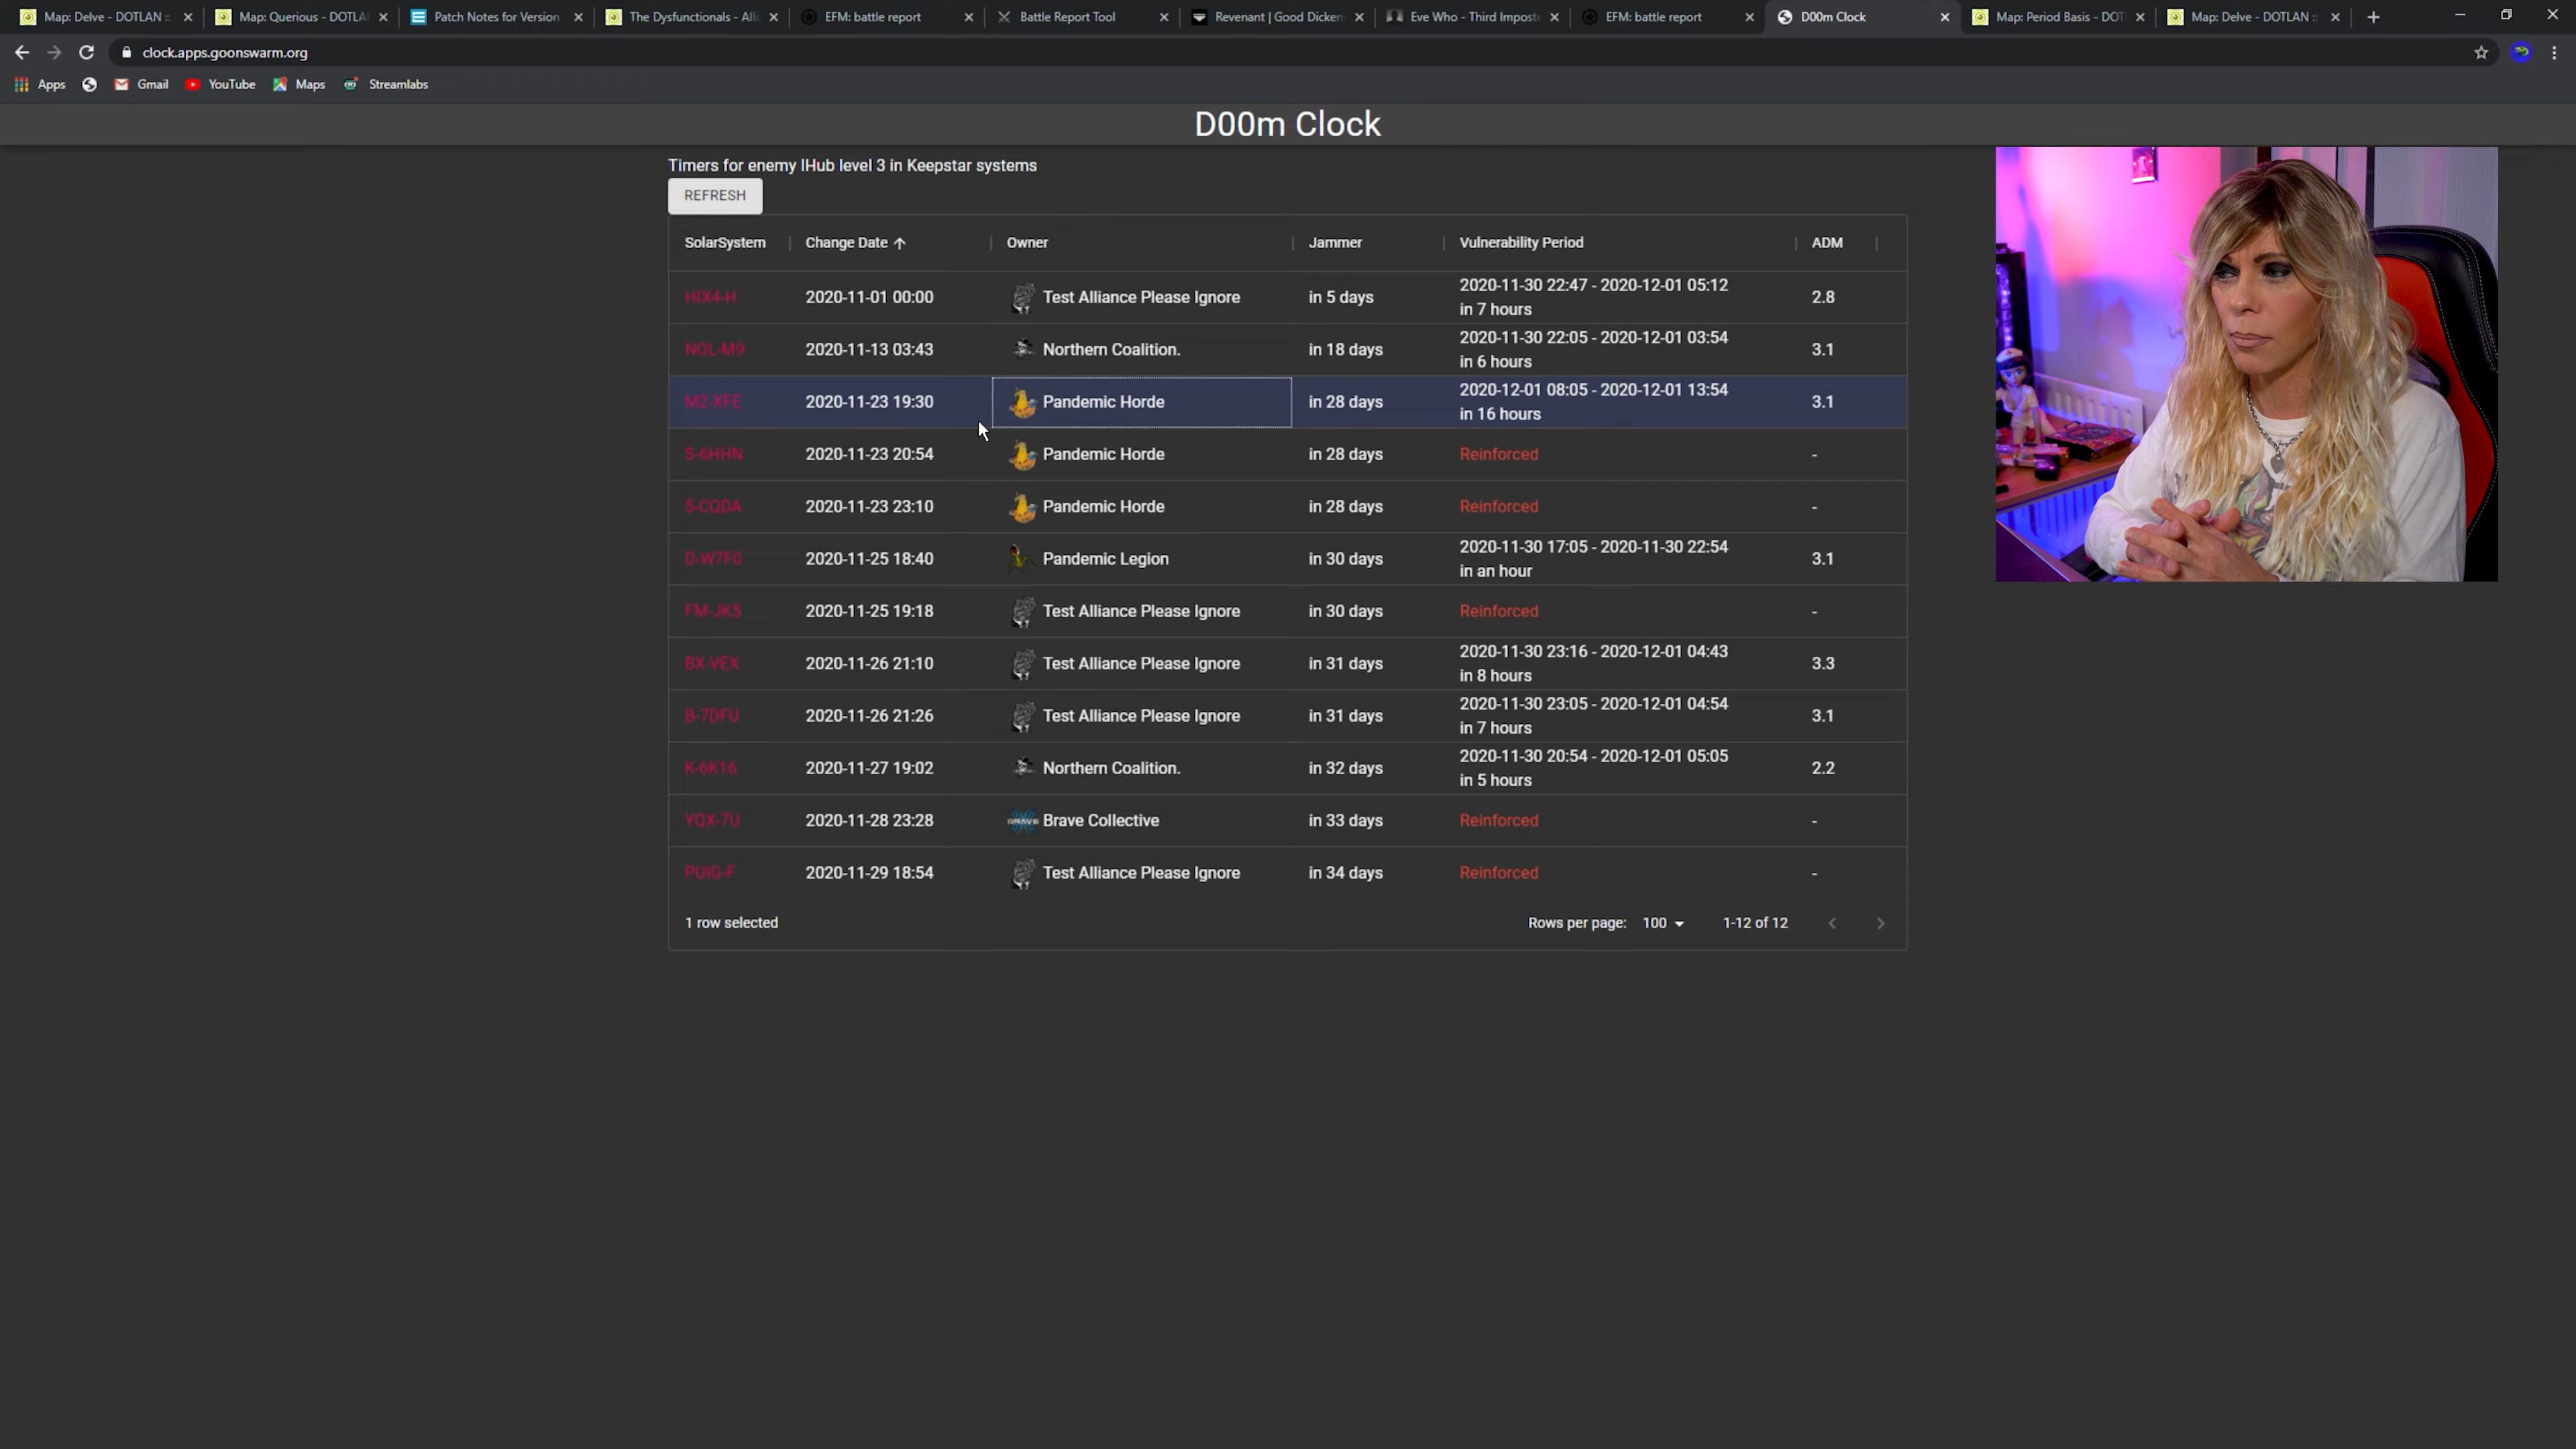 Map: Delve - DOTLAN :: Map: Querious - DOTLAN Patch Notes for Version The Dysfunctionals - Alli EFM: battle report Battle Report Tool Revenant | Good Dicken Eve Who - Third Impost EFM: battle report D00m Clock Map: Period Basis - DOT Map: Delve - DOTLAN ::
clock.apps.goonswarm.org
Apps Gmail YouTube Maps Streamlabs
D00m Clock
Timers for enemy IHub level 3 in Keepstar systems
REFRESH
SolarSystem Change Date Owner Jammer Vulnerability Period ADM
HIX4-H 2020-11-01 00:00 Test Alliance Please Ignore in 5 days 2020-11-30 22:47 - 2020-12-01 05:12 2.8
in 7 hours
NOL-M9 2020-11-13 03:43 Northern Coalition. in 18 days 2020-11-30 22:05 - 2020-12-01 03:54 3.1
in 6 hours
M2-XFE 2020-11-23 19:30 Pandemic Horde in 28 days 2020-12-01 08:05 - 2020-12-01 13:54 3.1
in 16 hours
S-6HHN 2020-11-23 20:54 Pandemic Horde in 28 days Reinforced -
5-CQDA 2020-11-23 23:10 Pandemic Horde in 28 days Reinforced -
D-W7F0 2020-11-25 18:40 Pandemic Legion in 30 days 2020-11-30 17:05 - 2020-11-30 22:54 3.1
in an hour
FM-JK5 2020-11-25 19:18 Test Alliance Please Ignore in 30 days Reinforced -
BX-VEX 2020-11-26 21:10 Test Alliance Please Ignore in 31 days 2020-11-30 23:16 - 2020-12-01 04:43 3.3
in 8 hours
B-7DFU 2020-11-26 21:26 Test Alliance Please Ignore in 31 days 2020-11-30 23:05 - 2020-12-01 04:54 3.1
in 7 hours
K-6K16 2020-11-27 19:02 Northern Coalition. in 32 days 2020-11-30 20:54 - 2020-12-01 05:05 2.2
in 5 hours
YQX-7U 2020-11-28 23:28 BRAVE Brave Collective in 33 days Reinforced -
PUIG-F 2020-11-29 18:54 Test Alliance Please Ignore in 34 days Reinforced -
1 row selected Rows per page: 100 1-12 of 12